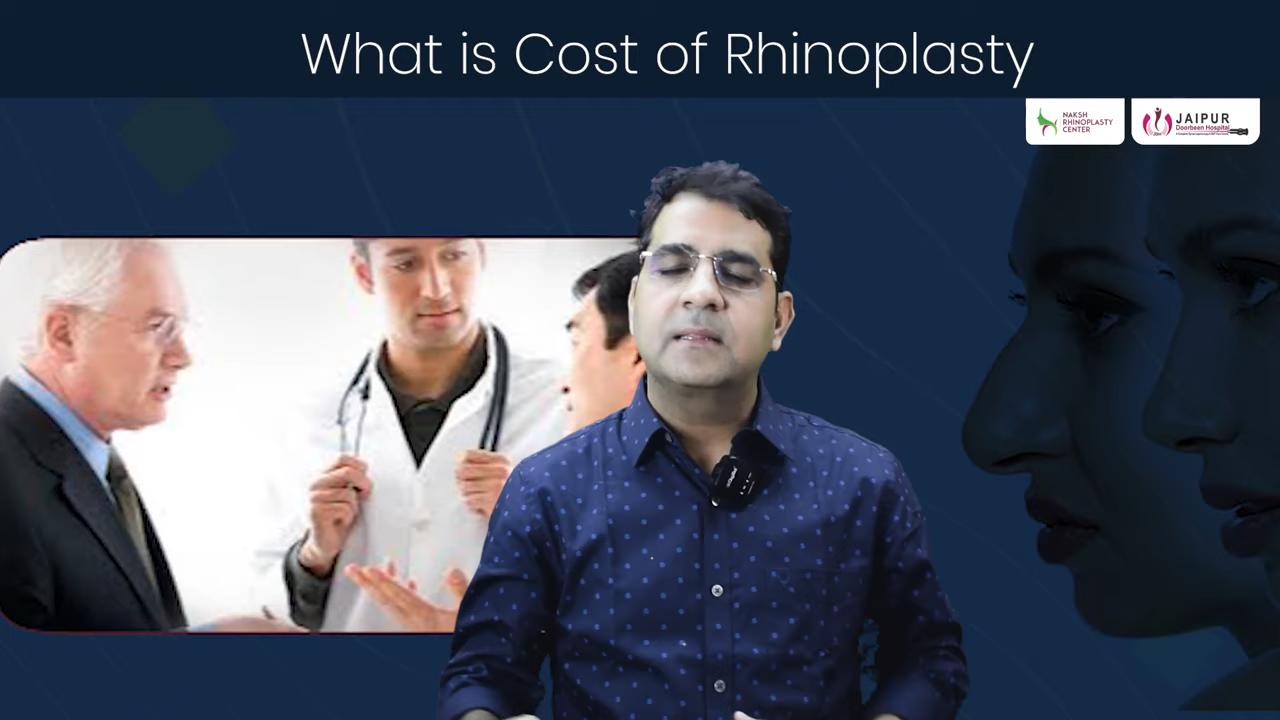 What is Cost of Rhinoplasty
NAKSH
RHINOPLASTY
CENTER
JAIPUR
Doorbeen Hospital